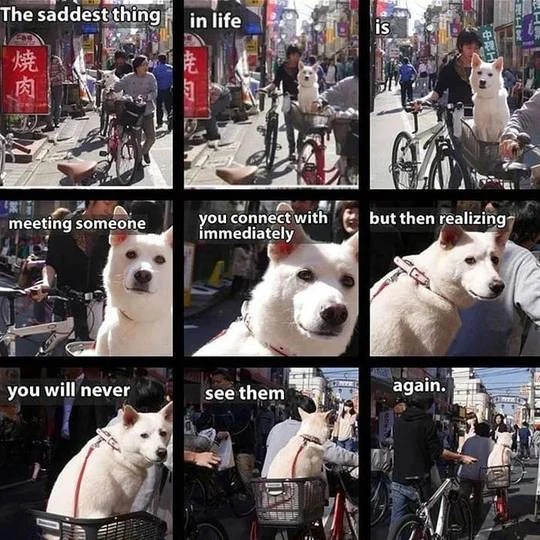 The saddest thing
in life
is
焼
肉
meeting someone
you connect with
immediately
but then realizing
you will never
see them
again.